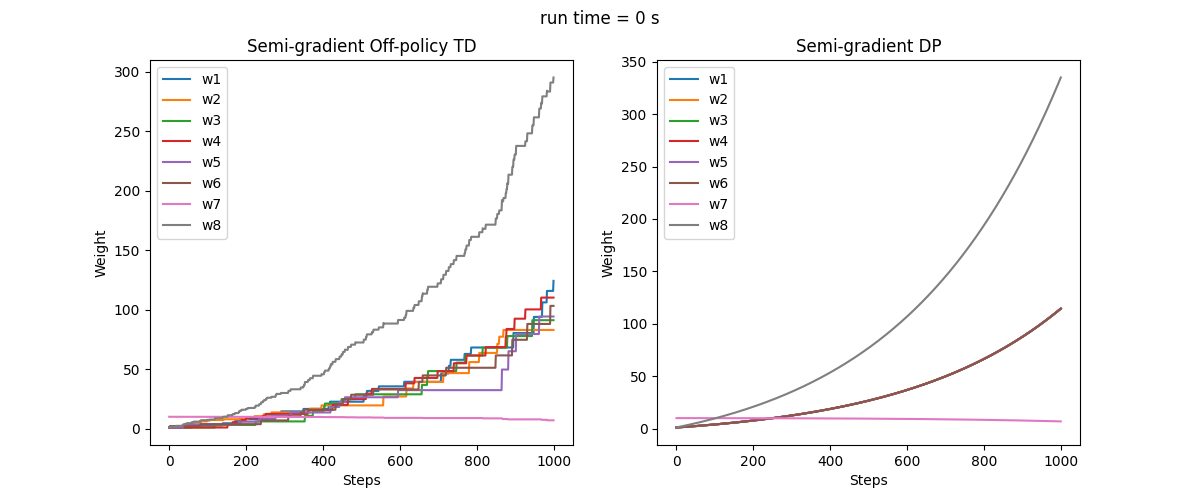 run time = 0 s
Semi-gradient Off-policy TD
Weight
300
250
200
150
100
50
0
w1
w2
w3
w4
w5
w6
w7
w8
0 200 400 600 800 1000
Steps
Semi-gradient DP
Weight
350
300
250
200
150
100
50
0
w1
w2
w3
w4
w5
w6
w7
w8
0 200 400 600 800 1000
Steps